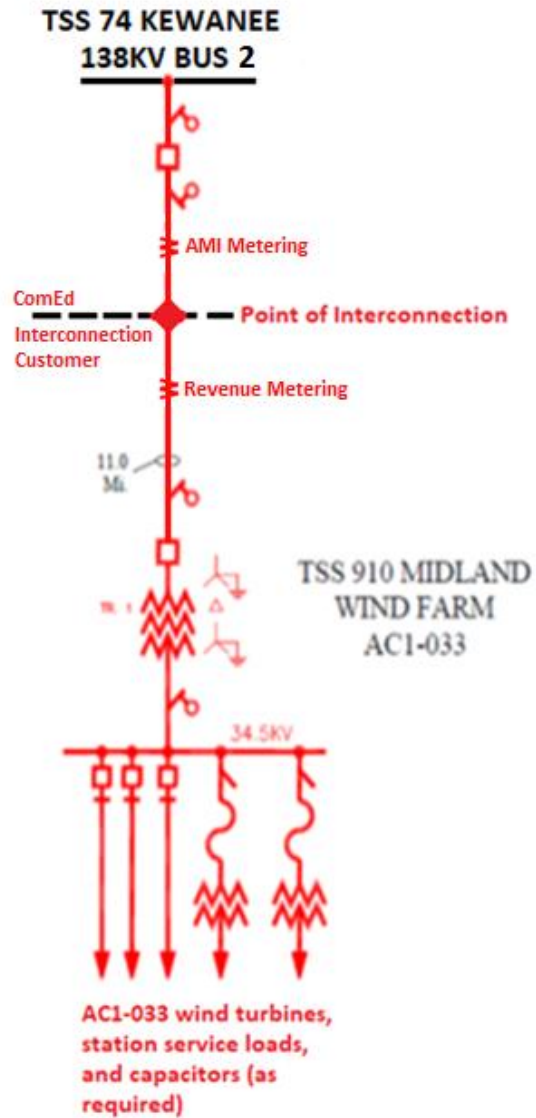 TSS 74 KEWANEE
138KV BUS 2
AMI Metering
ComEd
Point of Interconnection
Interconnection
Customer
Revenue Metering
11.0
Mi.
TSS 910 MIDLAND
WIND FARM
AC1-033
TR. 1
34.5KV
AC1-033 wind turbines,
station service loads,
and capacitors (as
required)